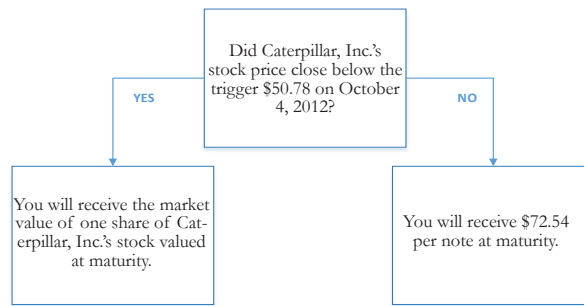 Did Caterpillar, Inc.'s
stock price close below the
trigger $50.78 on October
4, 2012?
YES
NO
You will receive the market
value of one share of Cat-
erpillar, Inc.'s stock valued
at maturity.
You will receive $72.54
per note at maturity.